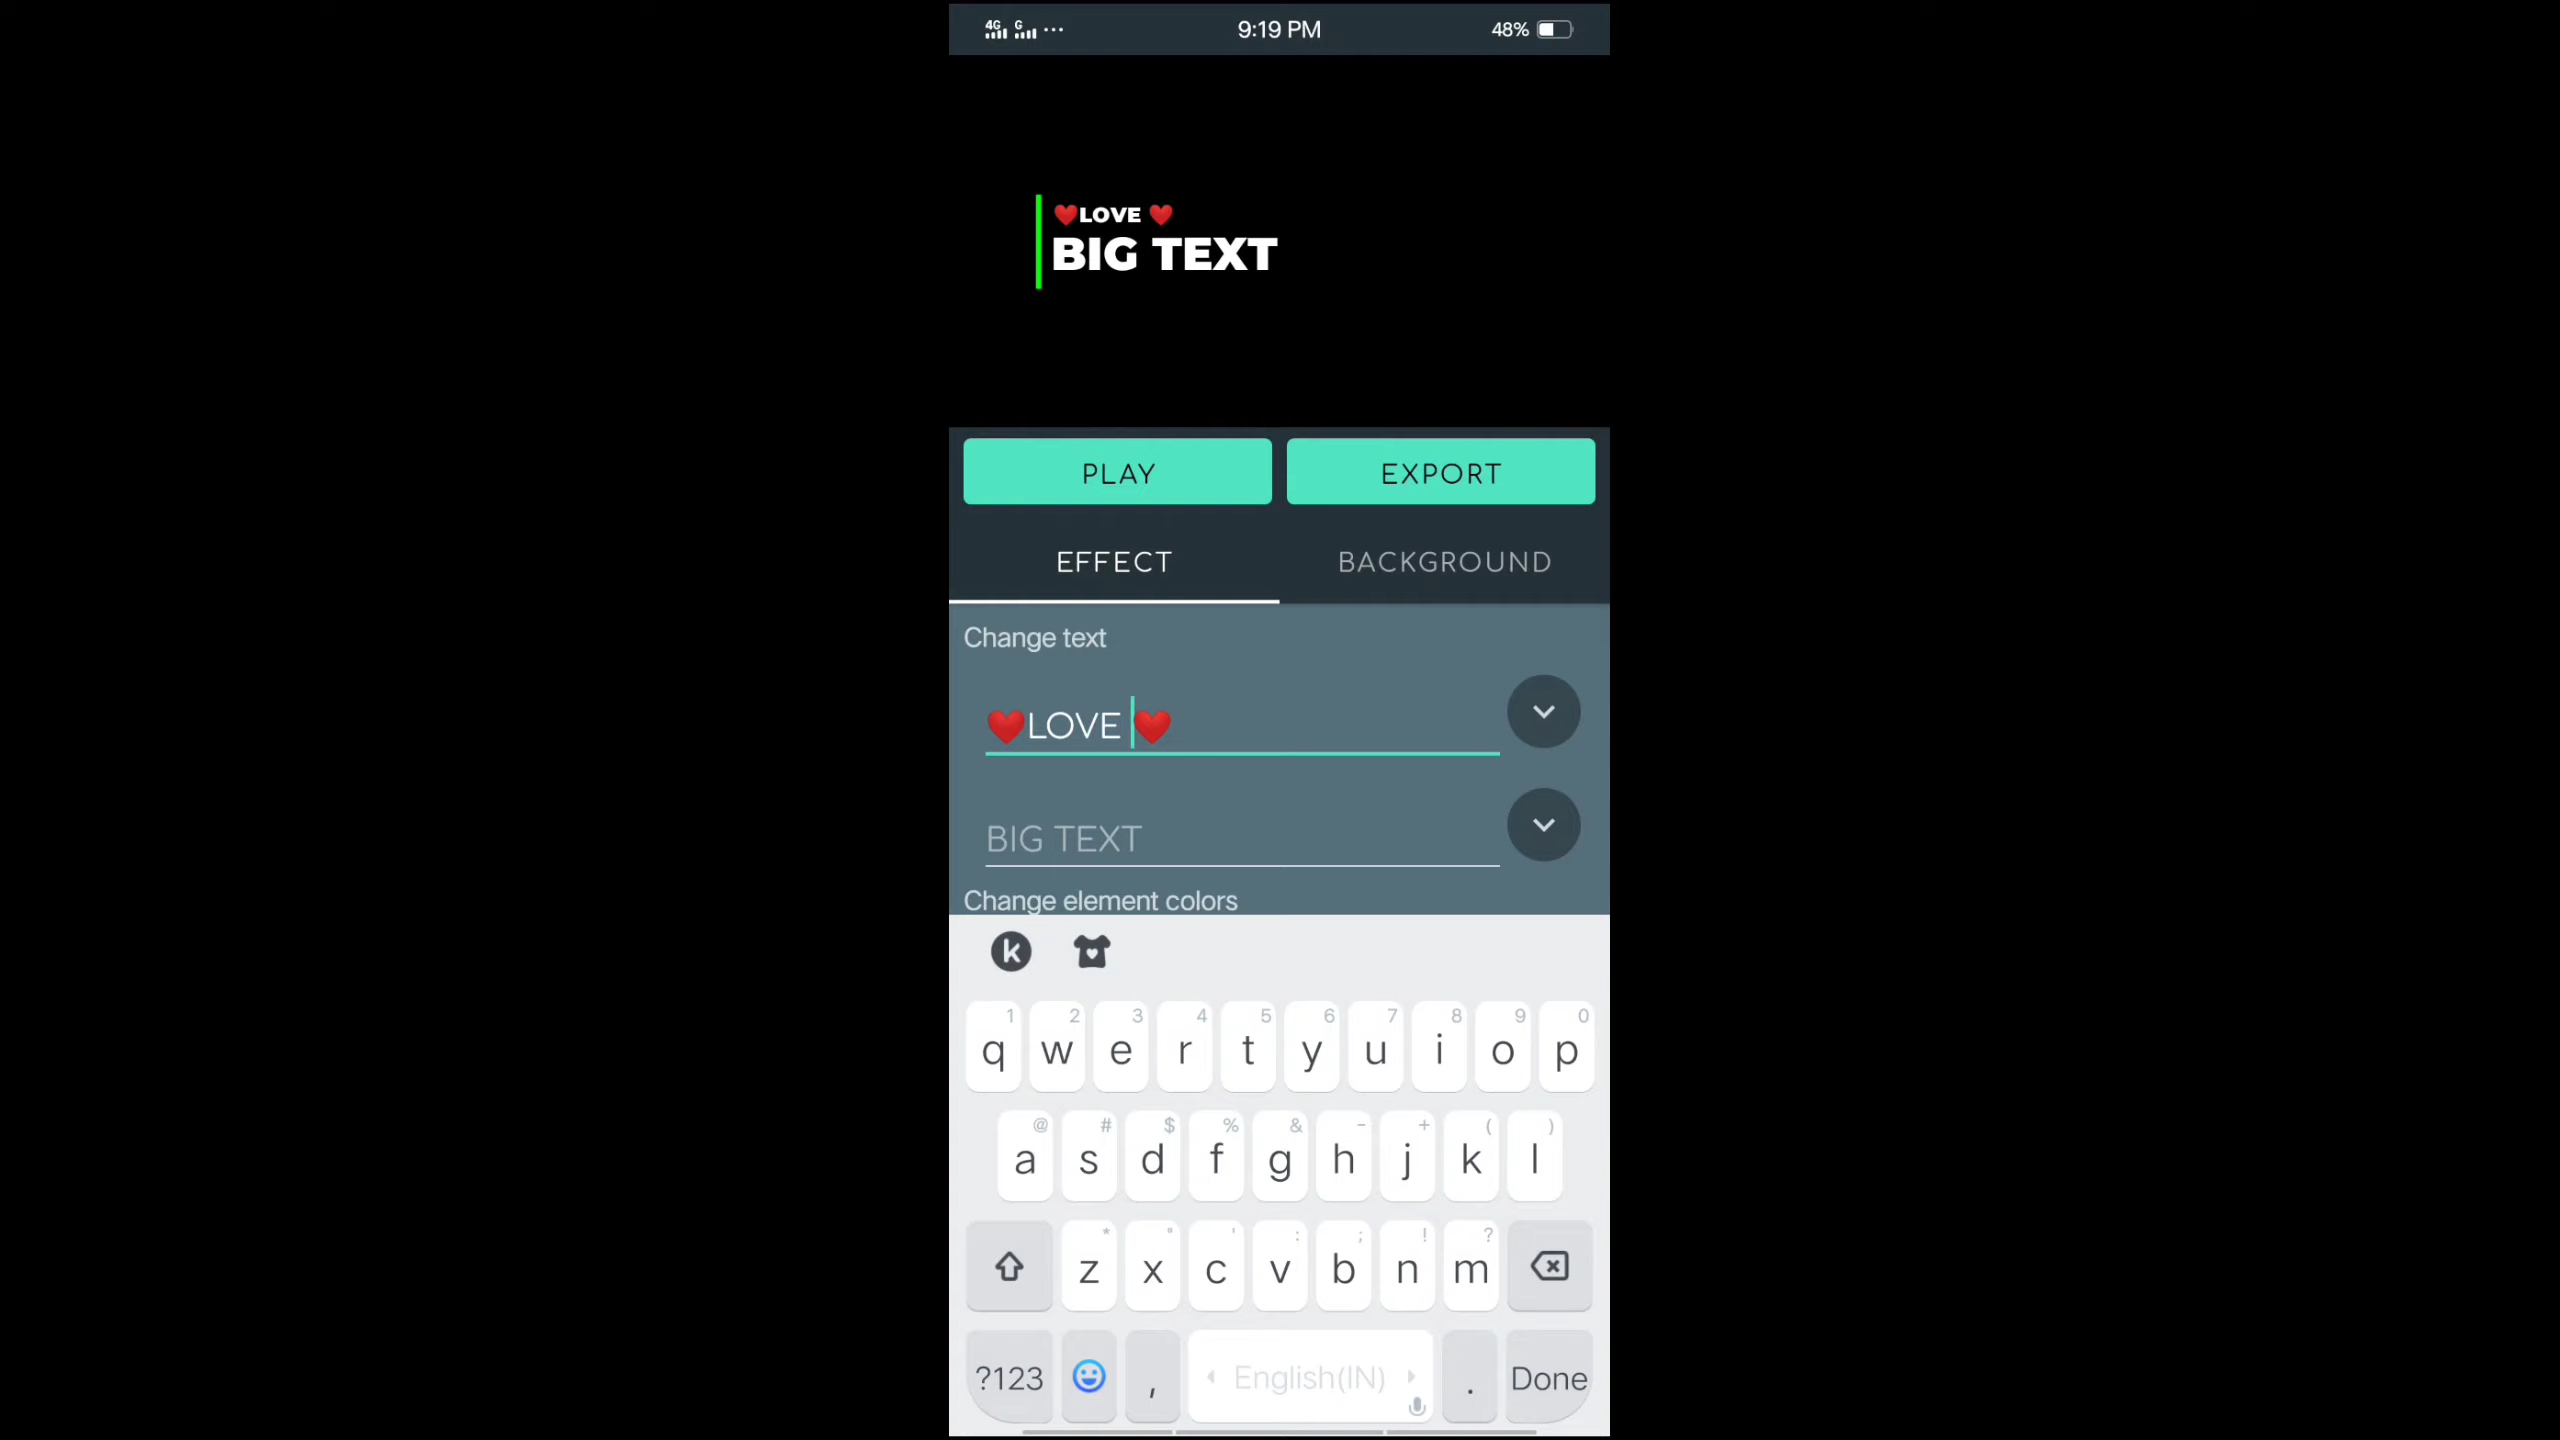 4G G 9:19 PM 48%
❤️LOVE ❤️
BIG TEXT
PLAY EXPORT
EFFECT BACKGROUND
Change text
❤️LOVE ❤️
BIG TEXT
Change element colors
k
1 2 3 4 5 6 7 8 9 0
q w e r t y u i o p
@ # $ % & - + ( )
a s d f g h j k l
* " ' : ; ! ?
z x c v b n m
?123 , English(IN) . Done